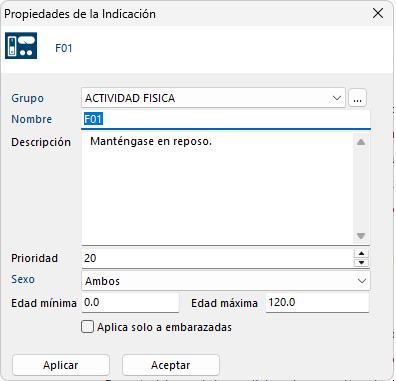 Propiedades de la Indicación
F01
Grupo ACTIVIDAD FISICA ...
Nombre F01
Descripción Manténgase en reposo.
Prioridad 20
Sexo Ambos
Edad mínima 0.0 Edad máxima 120.0
Aplica solo a embarazadas
Aplicar Aceptar